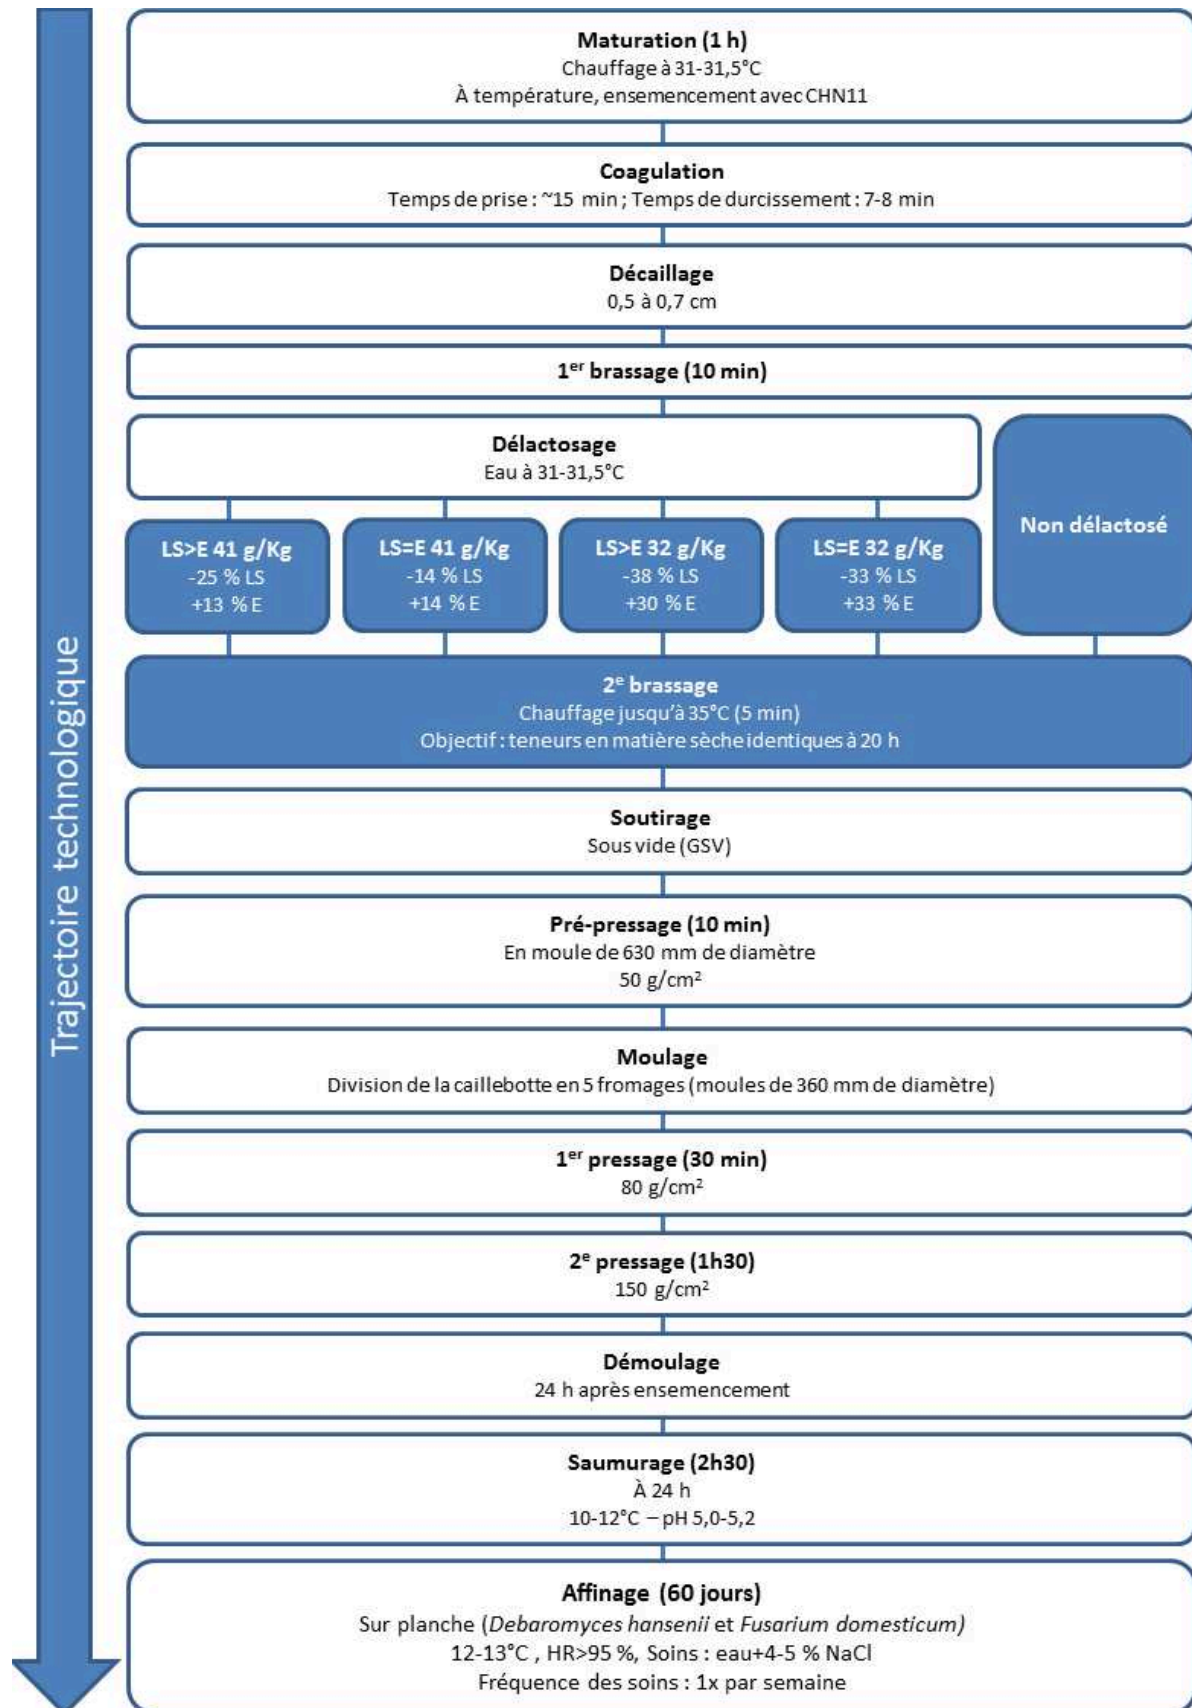 Trajectoire technologique
Maturation (1 h)
Chauffage à 31-31,5°C
À température, ensemencement avec CHN11
Coagulation
Temps de prise : ~15 min ; Temps de durcissement : 7-8 min
Décaillage
0,5 à 0,7 cm
1er brassage (10 min)
Délactosage
Eau à 31-31,5°C
Non délactosé
LS>E 41 g/Kg
-25 % LS
+13 % E
LS=E 41 g/Kg
-14 % LS
+14 % E
LS>E 32 g/Kg
-38 % LS
+30 % E
LS=E 32 g/Kg
-33 % LS
+33 % E
2e brassage
Chauffage jusqu'à 35°C (5 min)
Objectif : teneurs en matière sèche identiques à 20 h
Soutirage
Sous vide (GSV)
Pré-pressage (10 min)
En moule de 630 mm de diamètre
50 g/cm²
Moulage
Division de la caillebotte en 5 fromages (moules de 360 mm de diamètre)
1er pressage (30 min)
80 g/cm²
2e pressage (1h30)
150 g/cm²
Démoulage
24 h après ensemencement
Saumurage (2h30)
À 24 h
10-12°C – pH 5,0-5,2
Affinage (60 jours)
Sur planche (Debaromyces hansenii et Fusarium domesticum)
12-13°C , HR>95 %, Soins : eau+4-5 % NaCl
Fréquence des soins : 1x par semaine